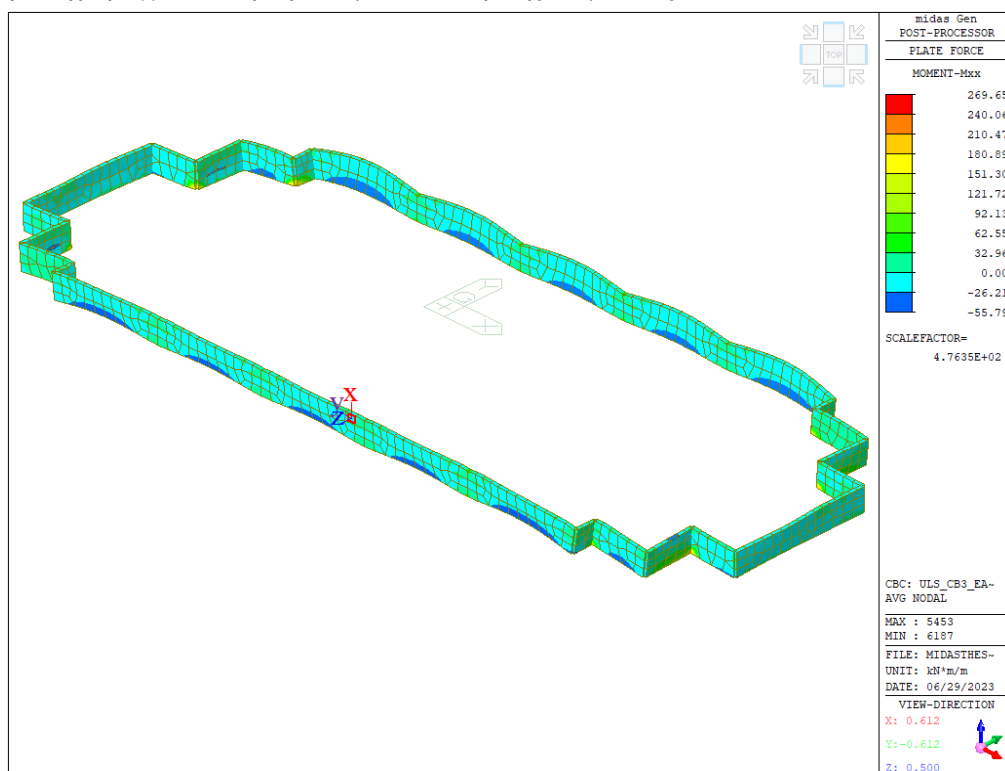 TOP
X
Y
Z
midas Gen
POST-PROCESSOR
PLATE FORCE
MOMENT-Mxx
269.65
240.06
210.47
180.89
151.30
121.72
92.13
62.55
32.96
0.00
-26.21
-55.79
SCALEFACTOR=
4.7635E+02
CBC: ULS_CB3_EA~
AVG NODAL
MAX : 5453
MIN : 6187
FILE: MIDASTHES~
UNIT: kN*m/m
DATE: 06/29/2023
VIEW-DIRECTION
X: 0.612
Y:-0.612
Z: 0.500